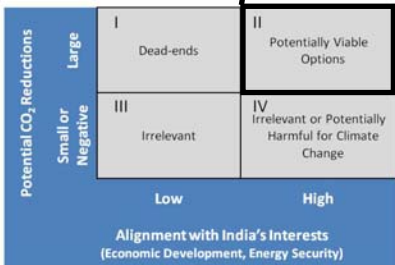 Potential CO₂ Reductions
Large
Small or
Negative
I
Dead-ends
II
Potentially Viable
Options
III
Irrelevant
IV
Irrelevant or Potentially
Harmful for Climate
Change
Low
High
Alignment with India's Interests
(Economic Development, Energy Security)